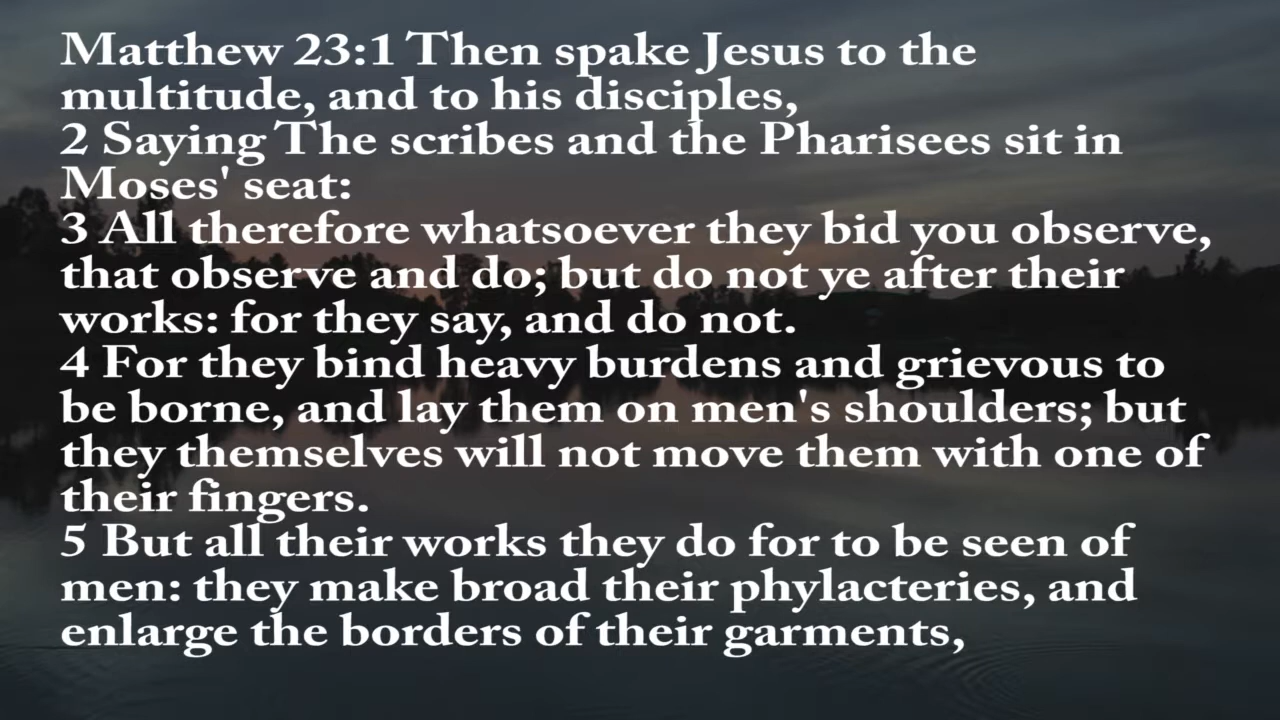 Matthew 23:1 Then spake Jesus to the
multitude, and to his disciples,
2 Saying The scribes and the Pharisees sit in
Moses' seat:
3 All therefore whatsoever they bid you observe,
that observe and do; but do not ye after their
works: for they say, and do not.
4 For they bind heavy burdens and grievous to
be borne, and lay them on men's shoulders; but
they themselves will not move them with one of
their fingers.
5 But all their works they do for to be seen of
men: they make broad their phylacteries, and
enlarge the borders of their garments,